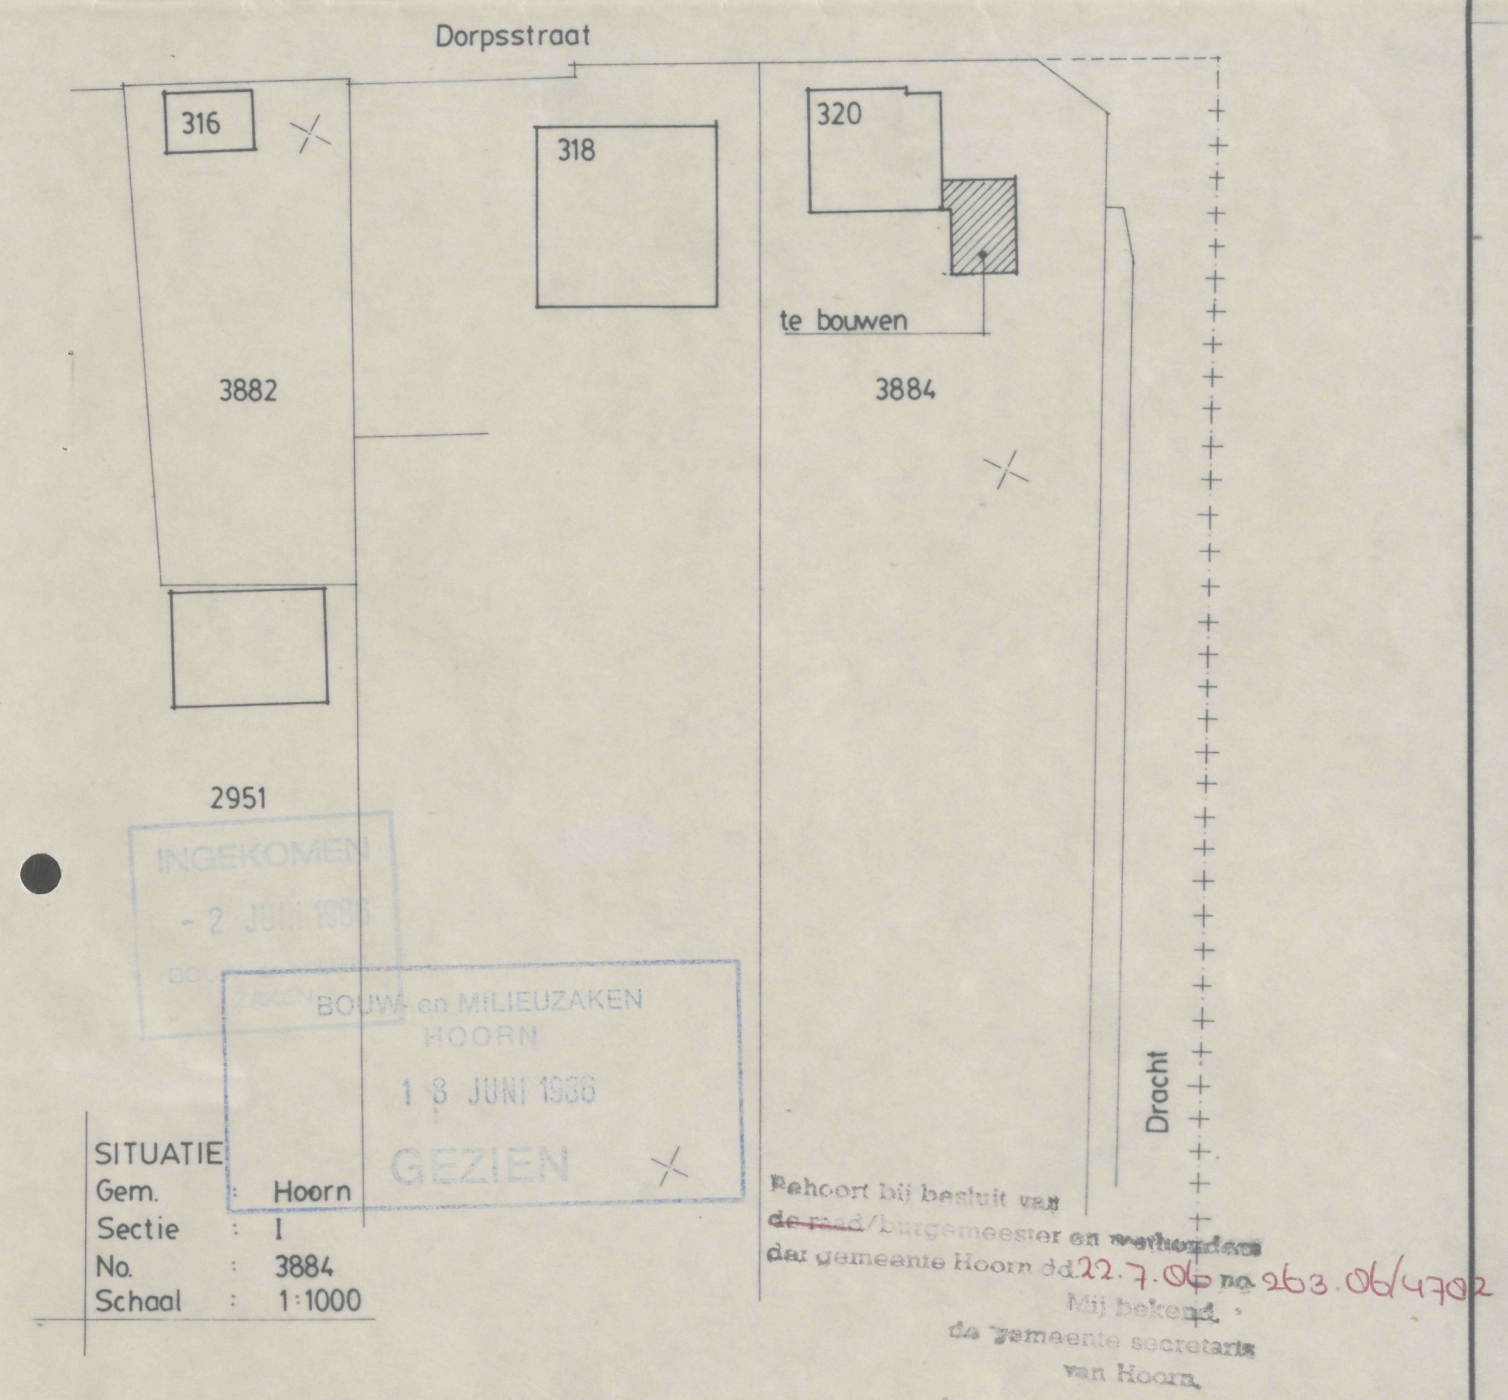 Dorpsstraat
316
318
320
te bouwen
3882
3884
2951
INGEKOMEN
- 2 JUNI 1986
ZAKEN
BOUW- en MILIEUZAKEN
HOORN
18 JUNI 1986
GEZIEN
Dracht
SITUATIE
Gem. : Hoorn
Sectie : I
No. : 3884
Schaal : 1:1000
Behoort bij besluit van
de raad/burgemeester en wethouders
der gemeente Hoorn dd. 22.7.06 no. 263.06/4702
Mij bekend,
de gemeente secretaris
van Hoorn,